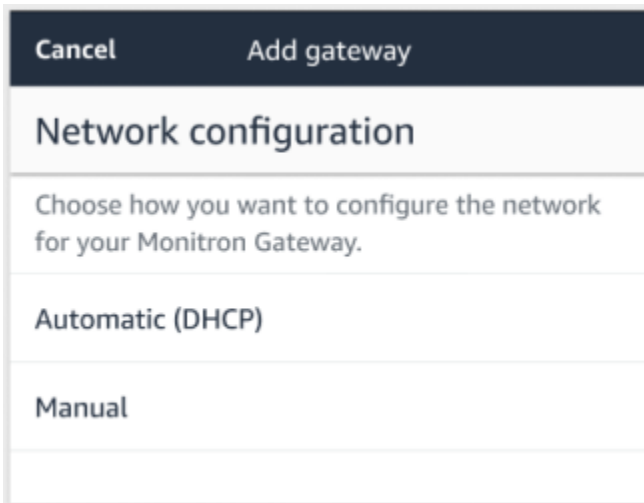 Cancel Add gateway
Network configuration
Choose how you want to configure the network
for your Monitron Gateway.
Automatic (DHCP)
Manual